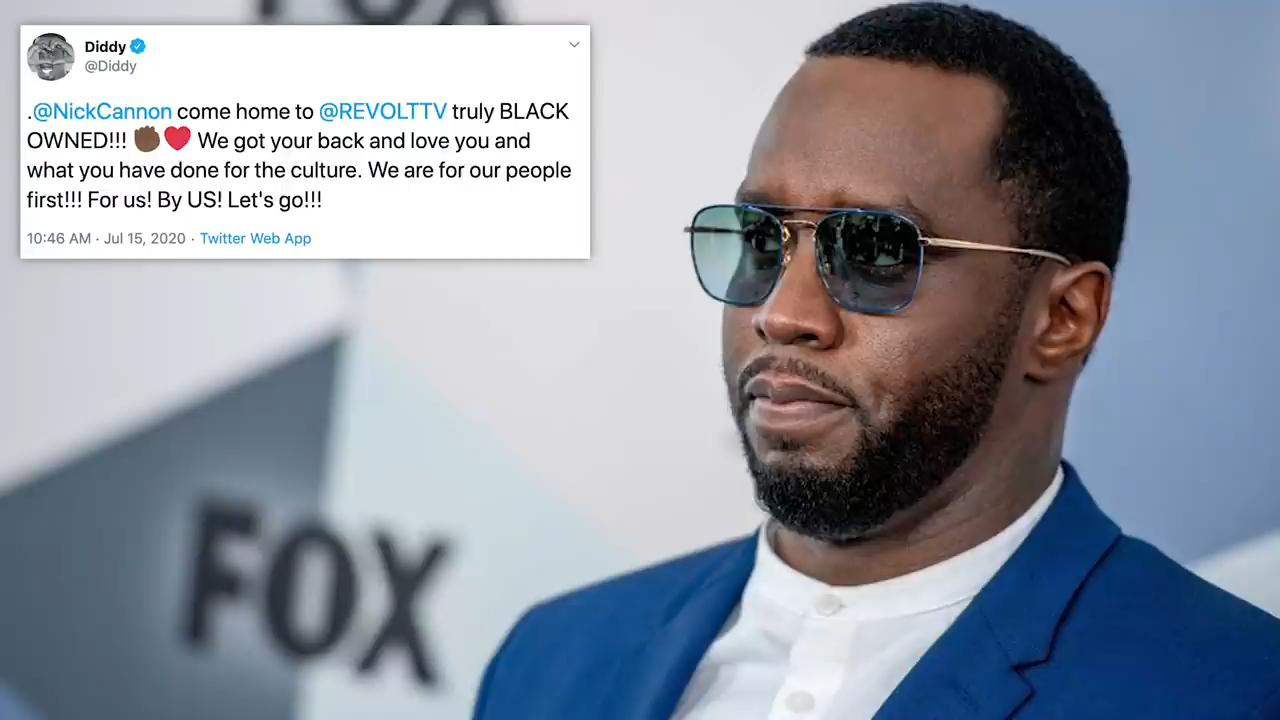 Diddy
@Diddy
.@NickCannon come home to @REVOLTTV truly BLACK
OWNED!!! ✊🏾❤️ We got your back and love you and
what you have done for the culture. We are for our people
first!!! For us! By US! Let's go!!!
10:46 AM · Jul 15, 2020 · Twitter Web App
FOX